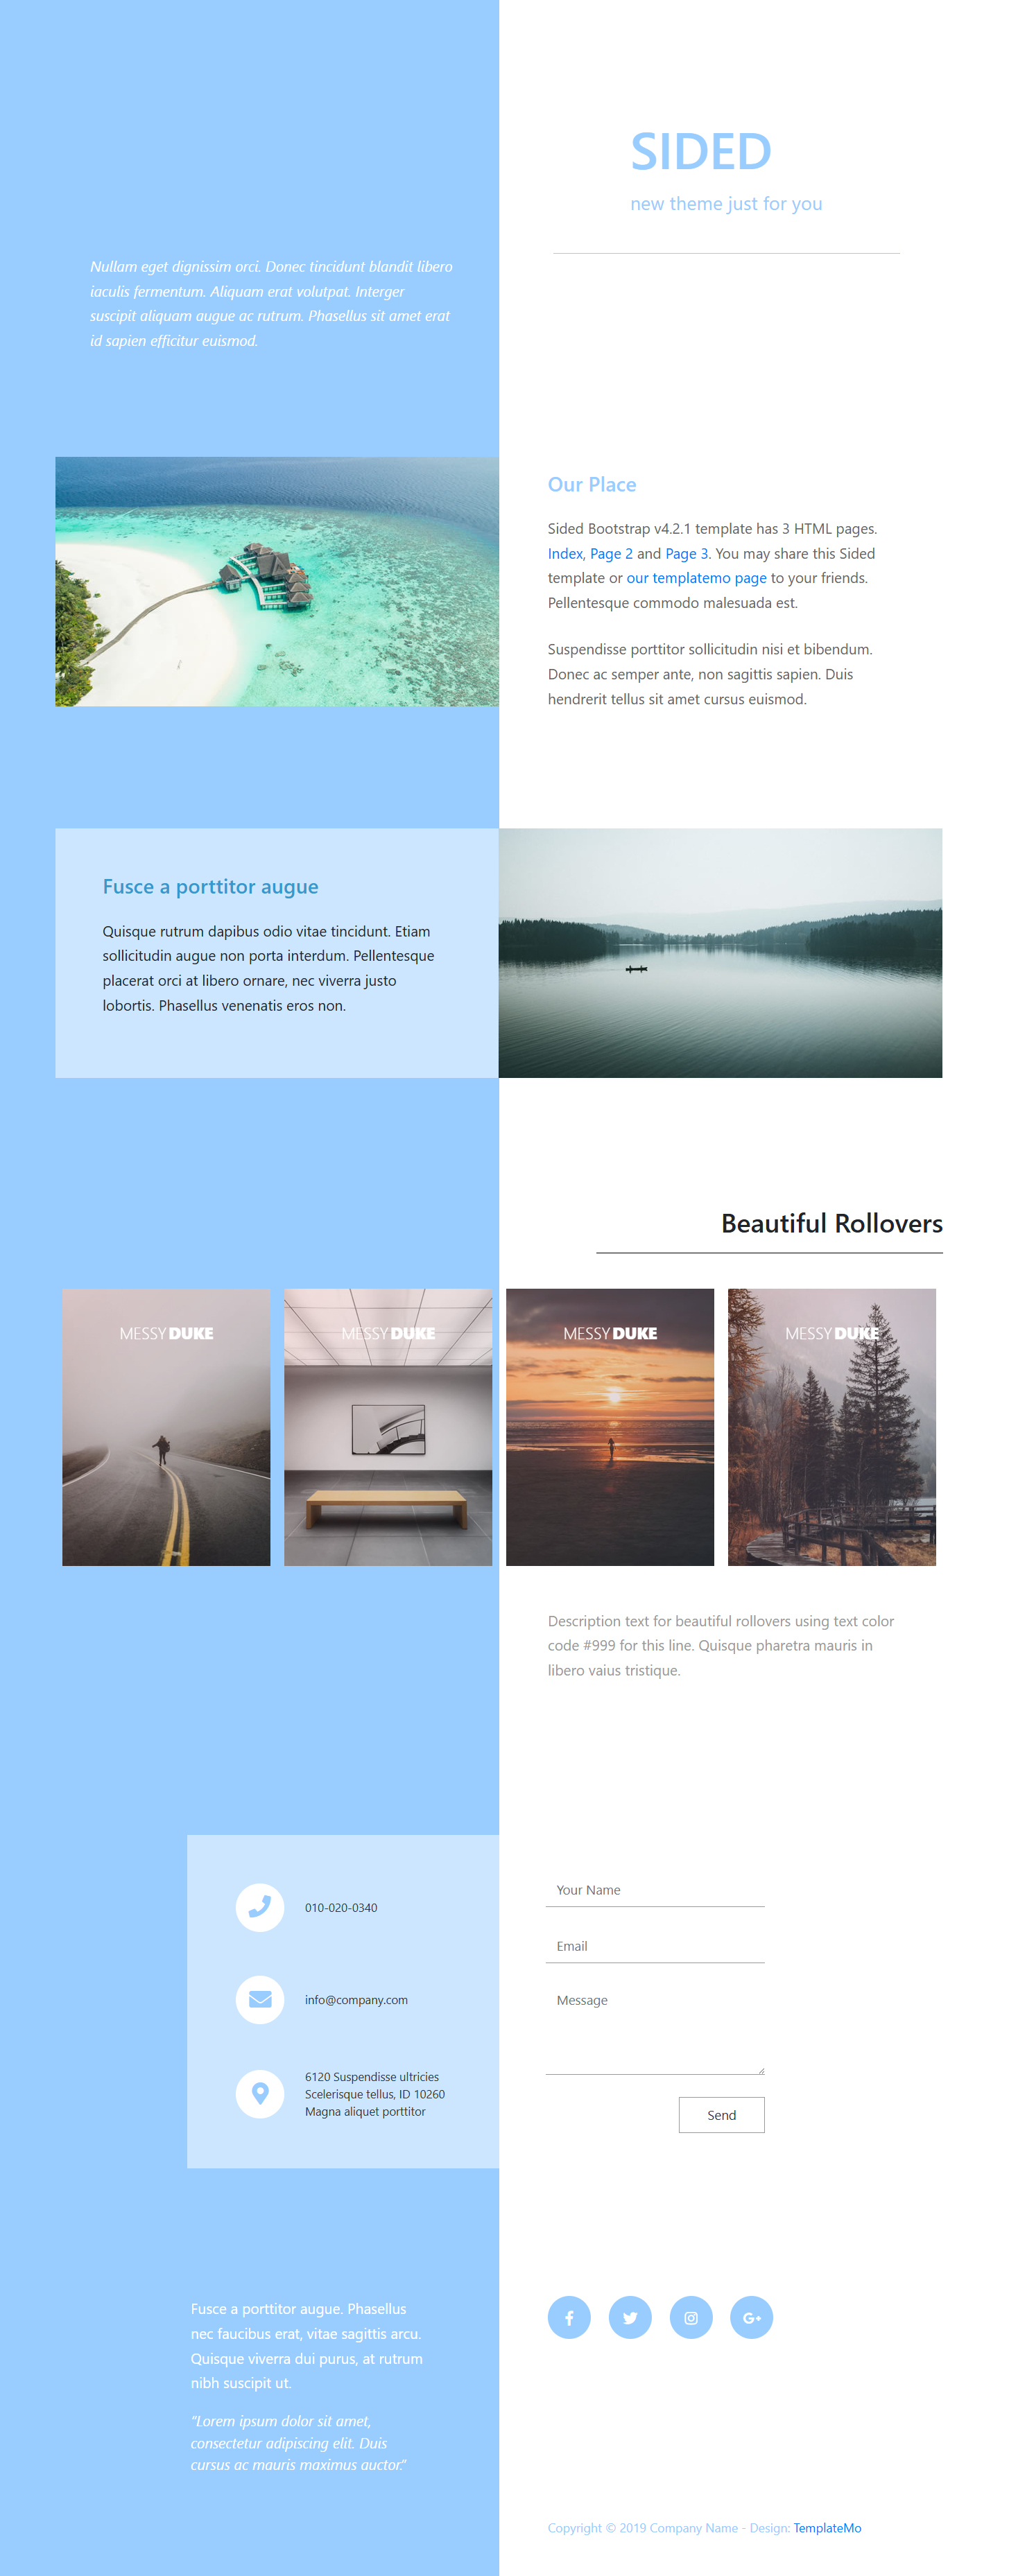 SIDED
new theme just for you
Nullam eget dignissim orci. Donec tincidunt blandit libero
iaculis fermentum. Aliquam erat volutpat. Interger
suscipit aliquam augue ac rutrum. Phasellus sit amet erat
id sapien efficitur euismod.
Our Place
Sided Bootstrap v4.2.1 template has 3 HTML pages.
Index, Page 2 and Page 3. You may share this Sided
template or our templatemo page to your friends.
Pellentesque commodo malesuada est.
Suspendisse porttitor sollicitudin nisi et bibendum.
Donec ac semper ante, non sagittis sapien. Duis
hendrerit tellus sit amet cursus euismod.
Fusce a porttitor augue
Quisque rutrum dapibus odio vitae tincidunt. Etiam
sollicitudin augue non porta interdum. Pellentesque
placerat orci at libero ornare, nec viverra justo
lobortis. Phasellus venenatis eros non.
Beautiful Rollovers
MESSY DUKE
MESSY DUKE
MESSY DUKE
MESSY DUKE
Description text for beautiful rollovers using text color
code #999 for this line. Quisque pharetra mauris in
libero vaius tristique.
010-020-0340
info@company.com
6120 Suspendisse ultricies
Scelerisque tellus, ID 10260
Magna aliquet porttitor
Your Name
Email
Message
Send
Fusce a porttitor augue. Phasellus
nec faucibus erat, vitae sagittis arcu.
Quisque viverra dui purus, at rutrum
nibh suscipit ut.
“Lorem ipsum dolor sit amet,
consectetur adipiscing elit. Duis
cursus ac mauris maximus auctor.”
Copyright © 2019 Company Name - Design: TemplateMo